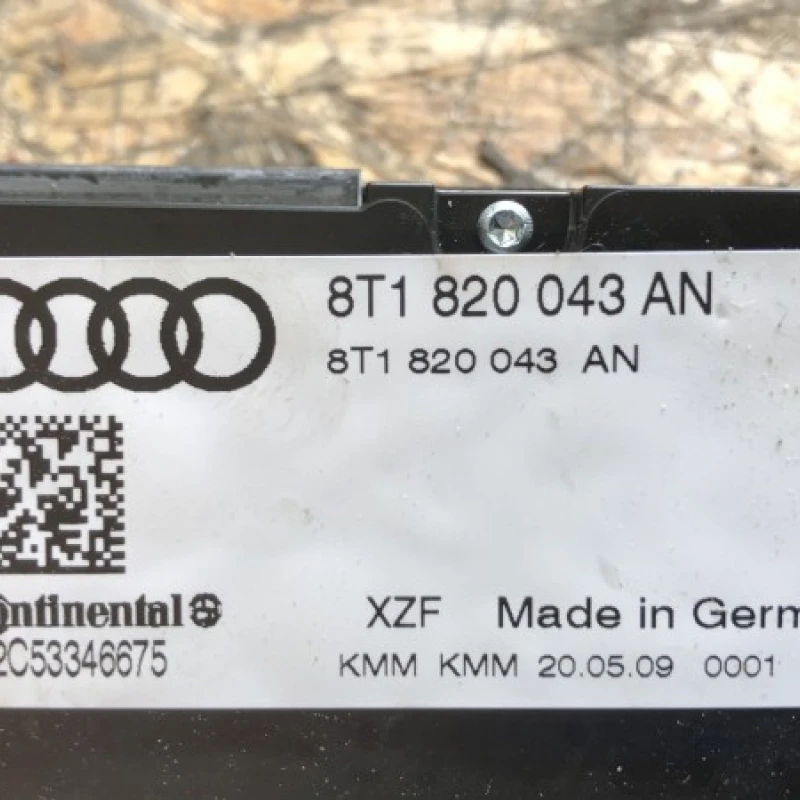 8T1 820 043 AN
8T1 820 043 AN
Continental
2C53346675
XZF Made in Germ
KMM KMM 20.05.09 0001